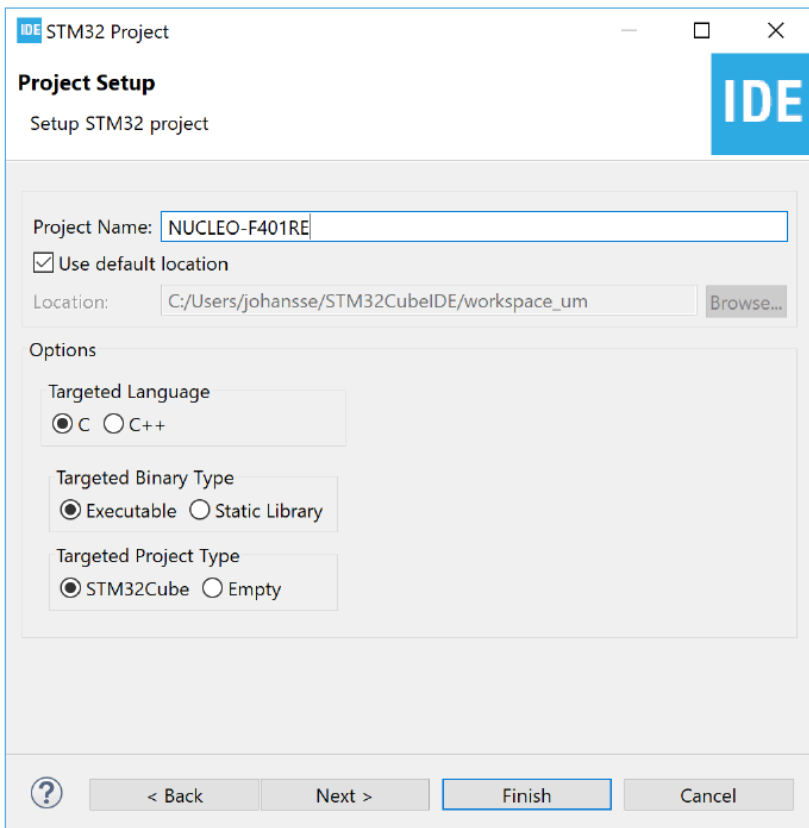 IDE STM32 Project
Project Setup
Setup STM32 project
IDE
Project Name: NUCLEO-F401RE
Use default location
Location: C:/Users/johansse/STM32CubeIDE/workspace_um Browse...
Options
Targeted Language
C C++
Targeted Binary Type
Executable Static Library
Targeted Project Type
STM32Cube Empty
? < Back Next > Finish Cancel